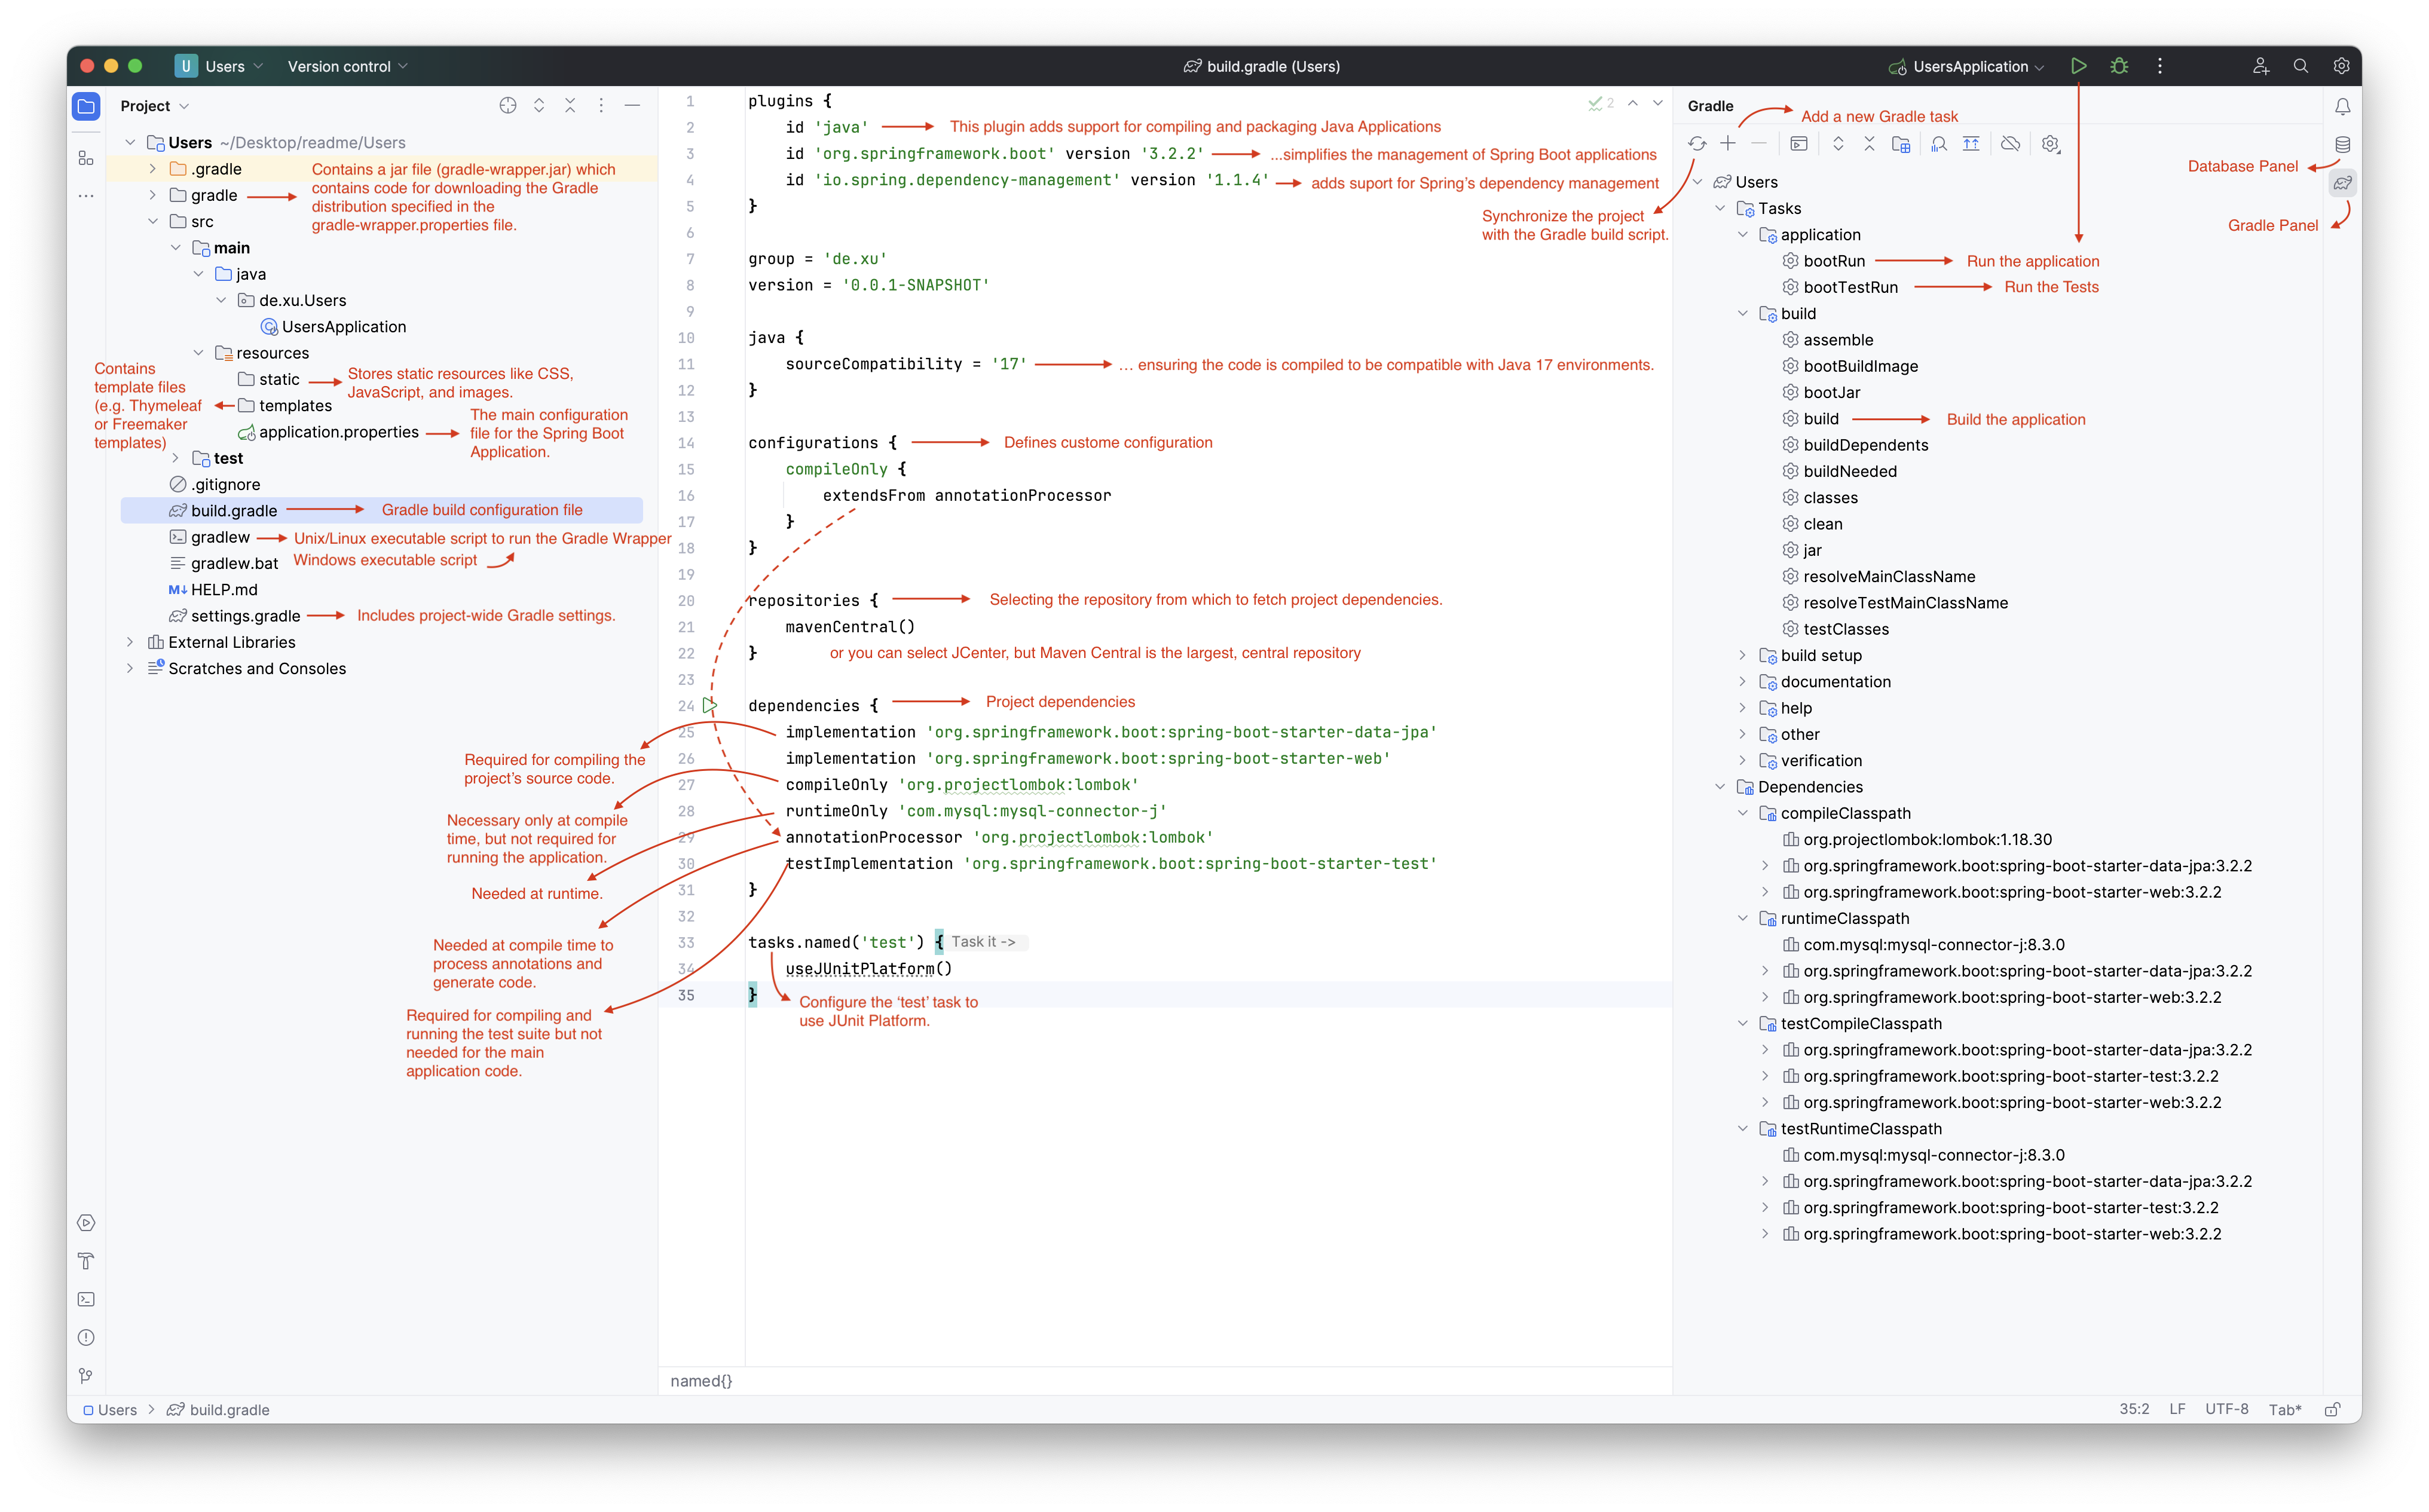 U Users Version control
build.gradle (Users)
UsersApplication
Project
Users ~/Desktop/readme/Users
.gradle
gradle
Contains a jar file (gradle-wrapper.jar) which
contains code for downloading the Gradle
distribution specified in the
gradle-wrapper.properties file.
src
main
java
de.xu.Users
UsersApplication
resources
static
Stores static resources like CSS,
JavaScript, and images.
templates
Contains
template files
(e.g. Thymeleaf
or Freemaker
templates)
application.properties
The main configuration
file for the Spring Boot
Application.
test
.gitignore
build.gradle
Gradle build configuration file
gradlew
Unix/Linux executable script to run the Gradle Wrapper
gradlew.bat
Windows executable script
M↓ HELP.md
settings.gradle
Includes project-wide Gradle settings.
External Libraries
Scratches and Consoles
2
1 plugins {
2 id 'java'
This plugin adds support for compiling and packaging Java Applications
3 id 'org.springframework.boot' version '3.2.2'
...simplifies the management of Spring Boot applications
4 id 'io.spring.dependency-management' version '1.1.4'
adds suport for Spring's dependency management
5 }
6
7 group = 'de.xu'
8 version = '0.0.1-SNAPSHOT'
9
10 java {
11 sourceCompatibility = '17'
... ensuring the code is compiled to be compatible with Java 17 environments.
12 }
13
14 configurations {
Defines custome configuration
15 compileOnly {
16 extendsFrom annotationProcessor
17 }
18 }
19
20 repositories {
Selecting the repository from which to fetch project dependencies.
21 mavenCentral()
22 }
or you can select JCenter, but Maven Central is the largest, central repository
23
24 dependencies {
Project dependencies
25 implementation 'org.springframework.boot:spring-boot-starter-data-jpa'
26 implementation 'org.springframework.boot:spring-boot-starter-web'
27 compileOnly 'org.projectlombok:lombok'
28 runtimeOnly 'com.mysql:mysql-connector-j'
29 annotationProcessor 'org.projectlombok:lombok'
30 testImplementation 'org.springframework.boot:spring-boot-starter-test'
31 }
32
33 tasks.named('test') { Task it ->
34 useJUnitPlatform()
35 }
Configure the ‘test’ task to
use JUnit Platform.
Required for compiling the
project's source code.
Necessary only at compile
time, but not required for
running the application.
Needed at runtime.
Needed at compile time to
process annotations and
generate code.
Required for compiling and
running the test suite but not
needed for the main
application code.
named{}
Gradle
Add a new Gradle task
Synchronize the project
with the Gradle build script.
Database Panel
Gradle Panel
Users
Tasks
application
bootRun
Run the application
bootTestRun
Run the Tests
build
assemble
bootBuildImage
bootJar
build
Build the application
buildDependents
buildNeeded
classes
clean
jar
resolveMainClassName
resolveTestMainClassName
testClasses
build setup
documentation
help
other
verification
Dependencies
compileClasspath
org.projectlombok:lombok:1.18.30
org.springframework.boot:spring-boot-starter-data-jpa:3.2.2
org.springframework.boot:spring-boot-starter-web:3.2.2
runtimeClasspath
com.mysql:mysql-connector-j:8.3.0
org.springframework.boot:spring-boot-starter-data-jpa:3.2.2
org.springframework.boot:spring-boot-starter-web:3.2.2
testCompileClasspath
org.springframework.boot:spring-boot-starter-data-jpa:3.2.2
org.springframework.boot:spring-boot-starter-test:3.2.2
org.springframework.boot:spring-boot-starter-web:3.2.2
testRuntimeClasspath
com.mysql:mysql-connector-j:8.3.0
org.springframework.boot:spring-boot-starter-data-jpa:3.2.2
org.springframework.boot:spring-boot-starter-test:3.2.2
org.springframework.boot:spring-boot-starter-web:3.2.2
Users > build.gradle
35:2 LF UTF-8 Tab*